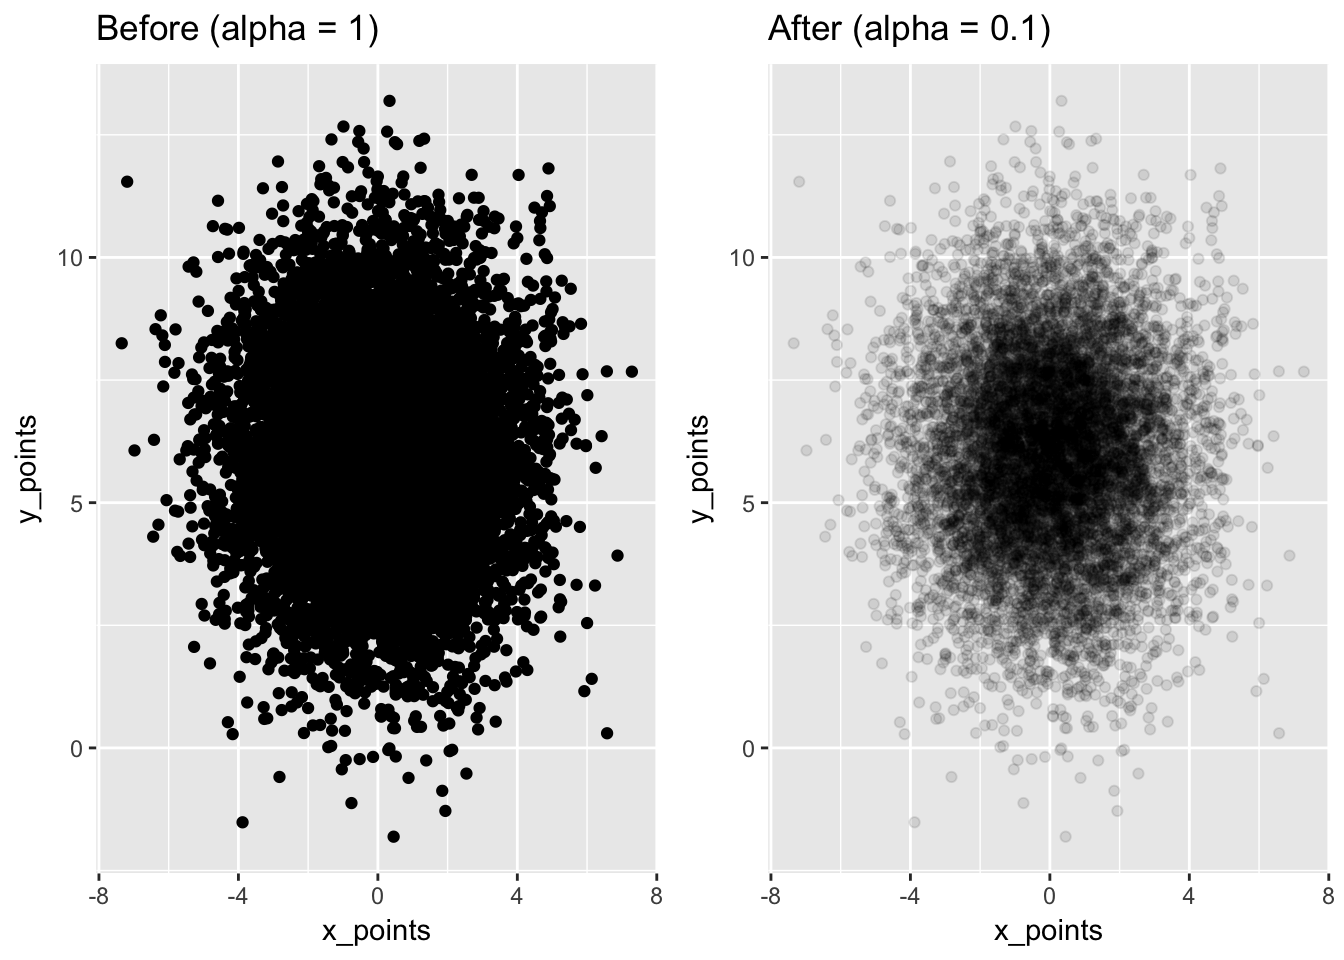 Before (alpha = 1)
y_points
10
5
0
-8 -4 0 4 8
x_points
After (alpha = 0.1)
y_points
10
5
0
-8 -4 0 4 8
x_points